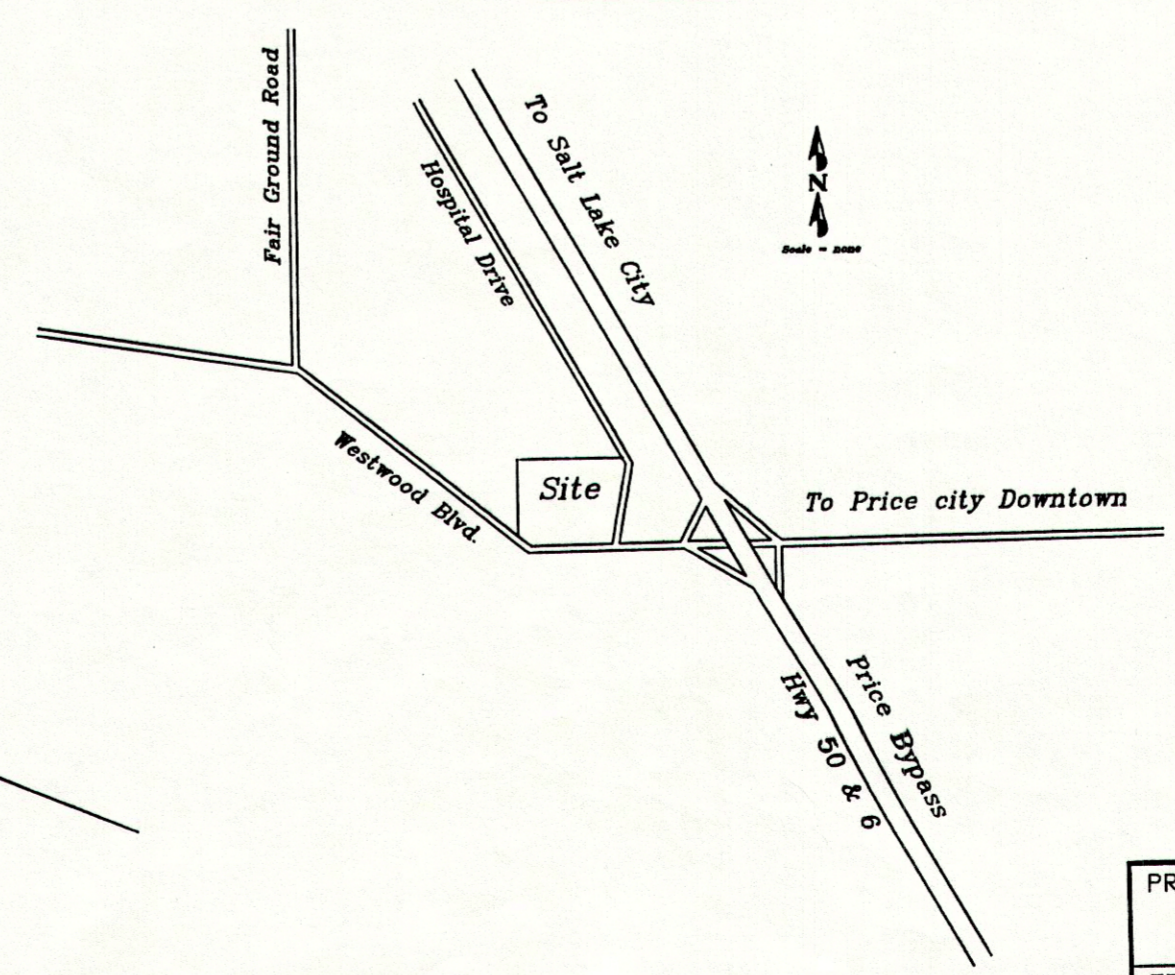 Fair Ground Road
To Salt Lake City
Hospital Drive
N
Scale = none
Westwood Blvd.
Site
To Price city Downtown
Price Bypass
Hwy 50 & 6
PR